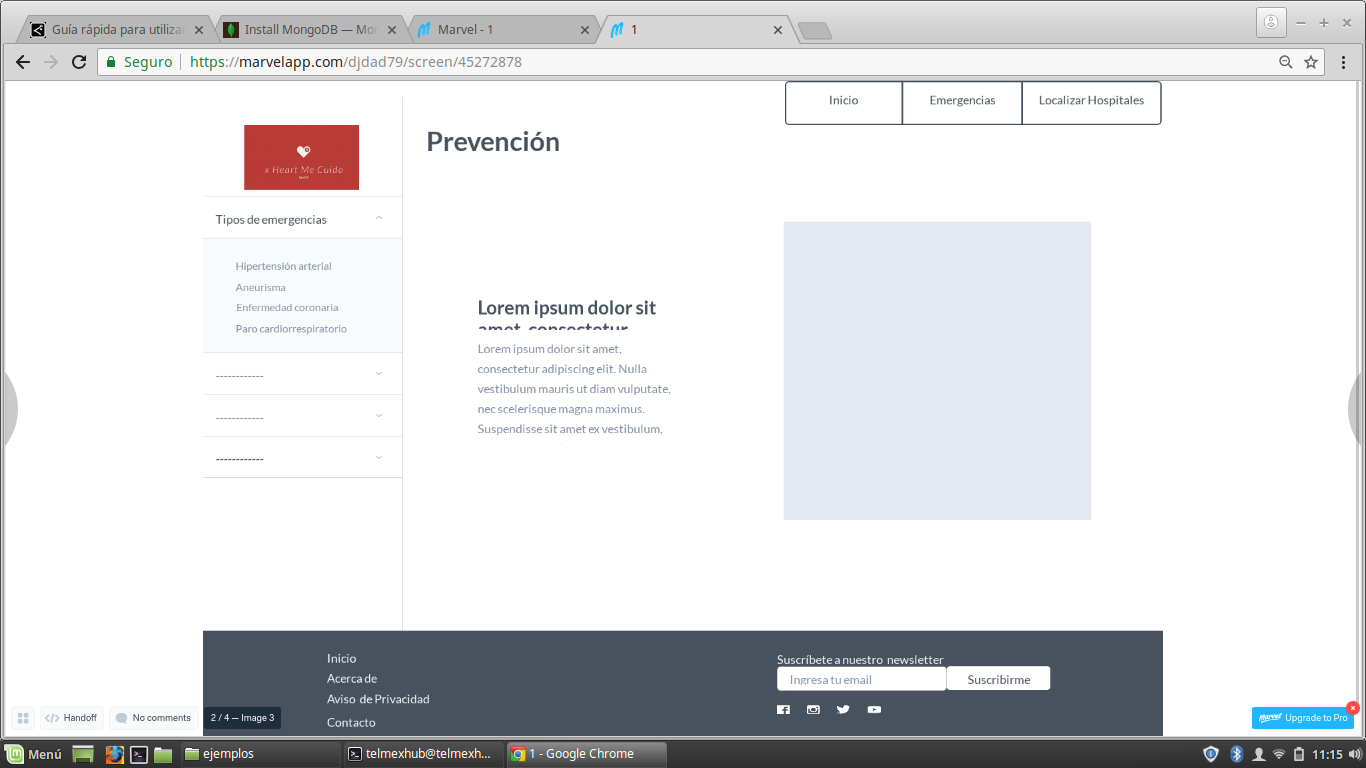 Guía rápida para utiliza
Install MongoDB — Mon
Marvel - 1
1
Seguro
https://marvelapp.com/djdad79/screen/45272878
Inicio
Emergencias
Localizar Hospitales
x Heart Me Cuido
Tipos de emergencias
Hipertensión arterial
Aneurisma
Enfermedad coronaria
Paro cardiorrespiratorio
------------
------------
------------
Prevención
Lorem ipsum dolor sit
amet, consectetur
Lorem ipsum dolor sit amet,
consectetur adipiscing elit. Nulla
vestibulum mauris ut diam vulputate,
nec scelerisque magna maximus.
Suspendisse sit amet ex vestibulum,
Inicio
Acerca de
Aviso de Privacidad
Contacto
Suscríbete a nuestro newsletter
Ingresa tu email
Suscribirme
Handoff
No comments
2 / 4 — Image 3
Marvel Upgrade to Pro
Menú
ejemplos
telmexhub@telmexh...
1 - Google Chrome
11:15